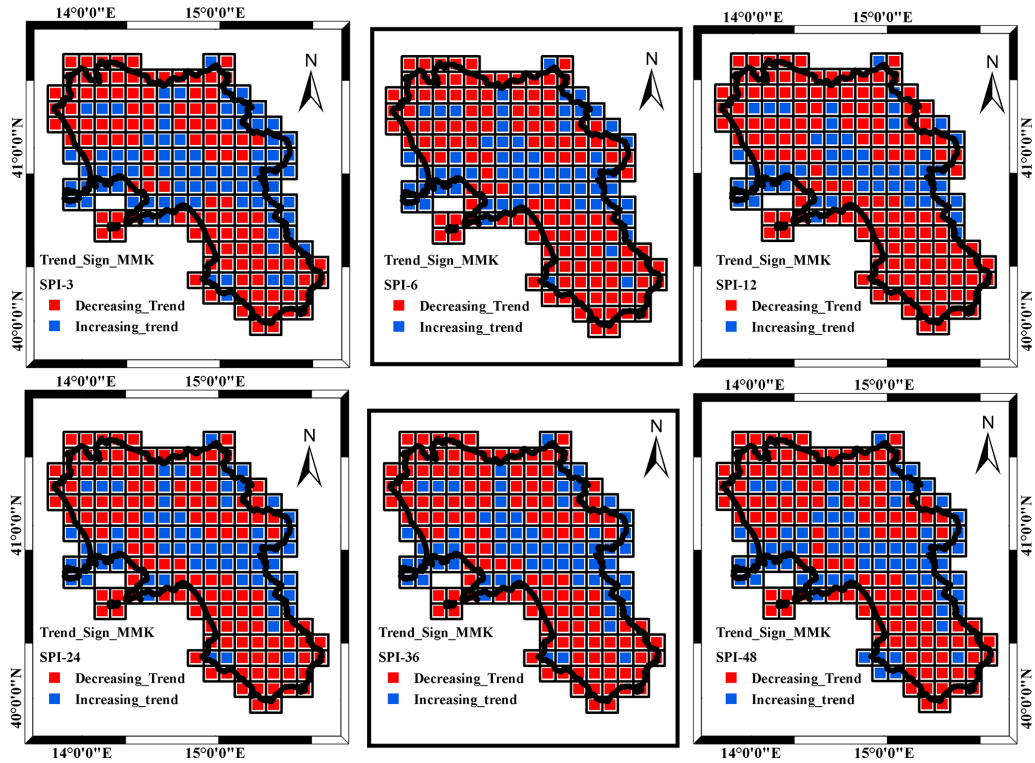 14°0'0"E 15°0'0"E
14°0'0"E 15°0'0"E
N
N
N
41°0'0"N
41°0'0"N
Trend_Sign_MMK
SPI-3
Decreasing_Trend
Increasing_trend
Trend_Sign_MMK
SPI-6
Decreasing_Trend
Increasing_trend
Trend_Sign_MMK
SPI-12
Decreasing_Trend
Increasing_trend
40°0'0"N
40°0'0"N
14°0'0"E 15°0'0"E
14°0'0"E 15°0'0"E
N
N
N
41°0'0"N
41°0'0"N
Trend_Sign_MMK
SPI-24
Decreasing_Trend
Increasing_trend
Trend_Sign_MMK
SPI-36
Decreasing_Trend
Increasing_trend
Trend_Sign_MMK
SPI-48
Decreasing_Trend
Increasing_trend
40°0'0"N
40°0'0"N
14°0'0"E 15°0'0"E
14°0'0"E 15°0'0"E